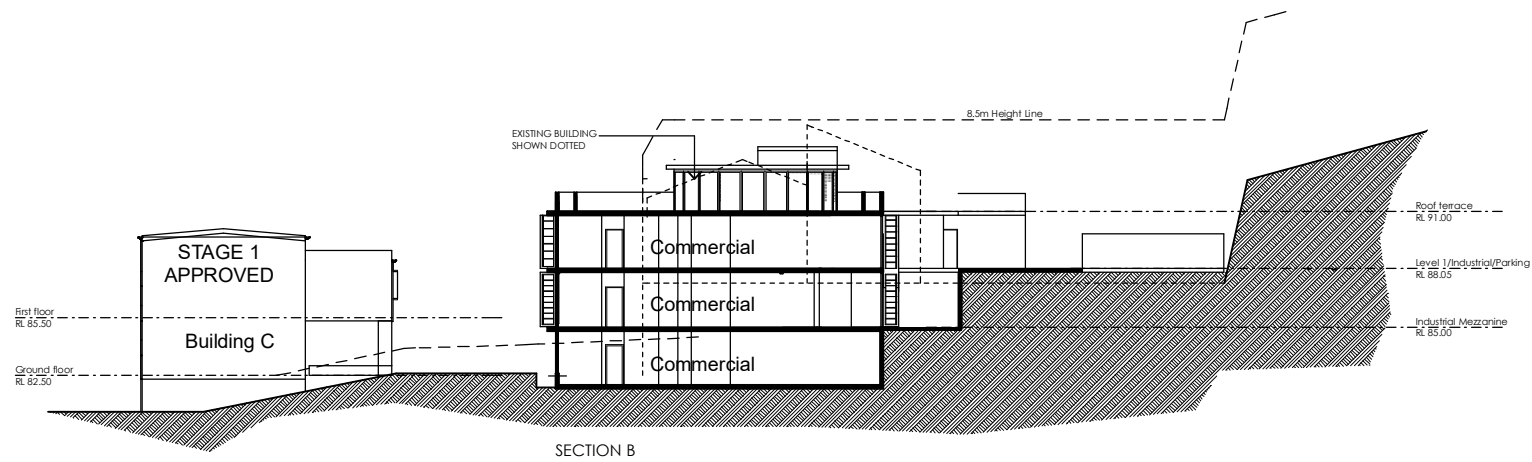 8.5m Height Line
EXISTING BUILDING
SHOWN DOTTED
Roof terrace
RL 91.00
STAGE 1
APPROVED
Commercial
Level 1/Industrial/Parking
RL 88.05
Commercial
First floor
RL 85.50
Industrial Mezzanine
RL 85.00
Building C
Commercial
Ground floor
RL 82.50
SECTION B